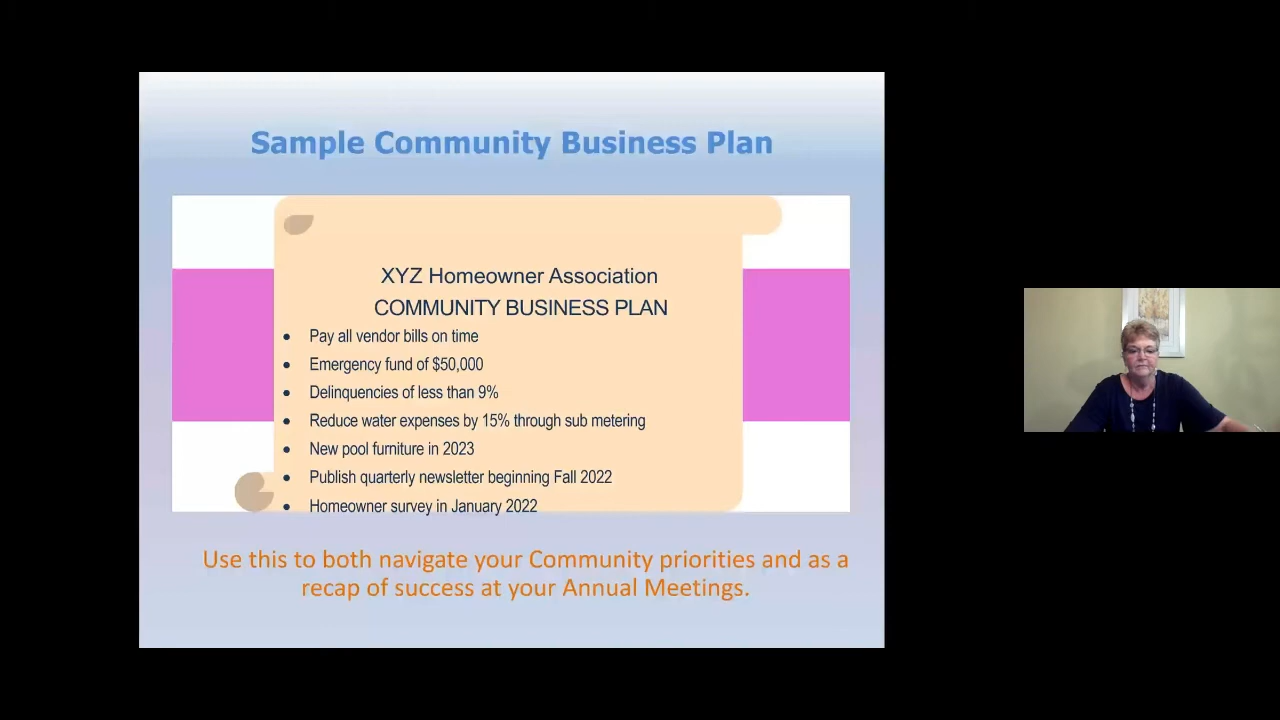 Sample Community Business Plan
XYZ Homeowner Association
COMMUNITY BUSINESS PLAN
• Pay all vendor bills on time
• Emergency fund of $50,000
• Delinquencies of less than 9%
• Reduce water expenses by 15% through sub metering
• New pool furniture in 2023
• Publish quarterly newsletter beginning Fall 2022
• Homeowner survey in January 2022
Use this to both navigate your Community priorities and as a
recap of success at your Annual Meetings.